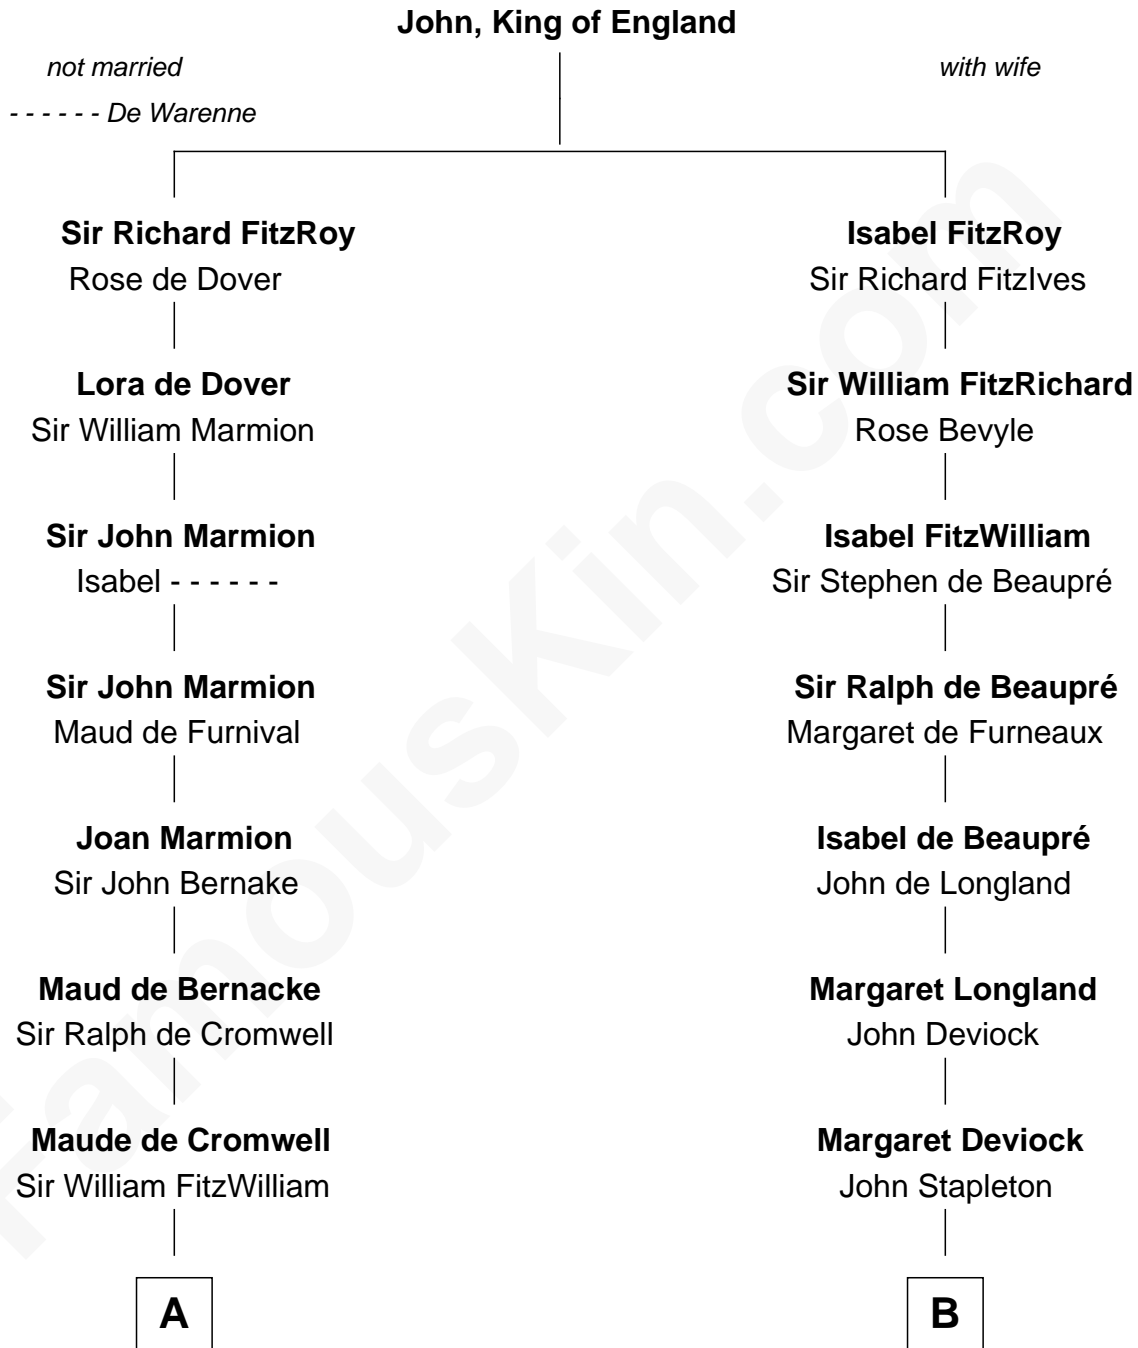 John, King of England
not married
with wife
- - - - - - De Warenne
Sir Richard FitzRoy
Rose de Dover
Isabel FitzRoy
Sir Richard FitzIves
Lora de Dover
Sir William Marmion
Sir William FitzRichard
Rose Bevyle
Sir John Marmion
Isabel - - - - - -
Isabel FitzWilliam
Sir Stephen de Beaupré
Sir John Marmion
Maud de Furnival
Sir Ralph de Beaupré
Margaret de Furneaux
Joan Marmion
Sir John Bernake
Isabel de Beaupré
John de Longland
Maud de Bernacke
Sir Ralph de Cromwell
Margaret Longland
John Deviock
Maude de Cromwell
Sir William FitzWilliam
Margaret Deviock
John Stapleton
A
B
FamousKin.com